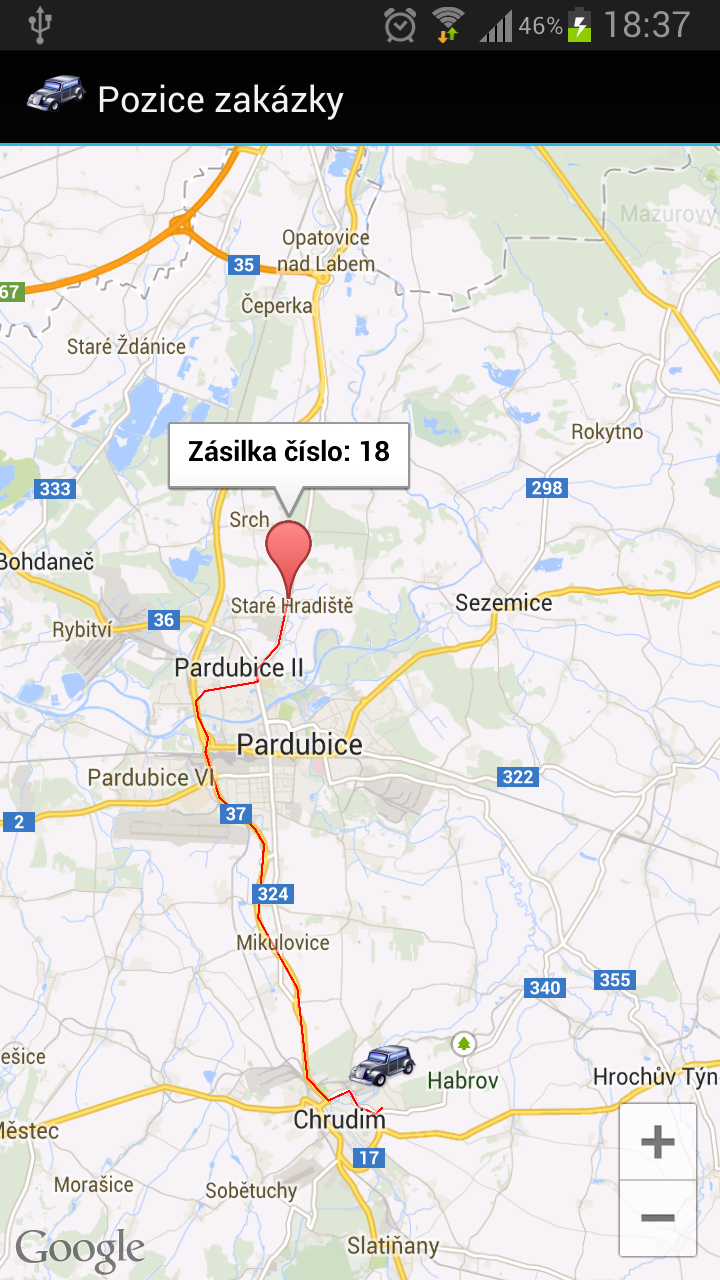 46% 18:37
Pozice zakázky
Mazurovy
Opatovice
nad Labem
35
67
Čeperka
Staré Ždánice
Rokytno
Zásilka číslo: 18
333
298
Srch
Bohdaneč
Sezemice
Staré Hradiště
36
Rybitví
Pardubice II
Pardubice
Pardubice VI
322
37
2
324
Mikulovice
355
340
ešice
Habrov
Hrochův Týn
Chrudim
Městec
17
Morašice
Sobětuchy
Slatiňany
Google
+
−